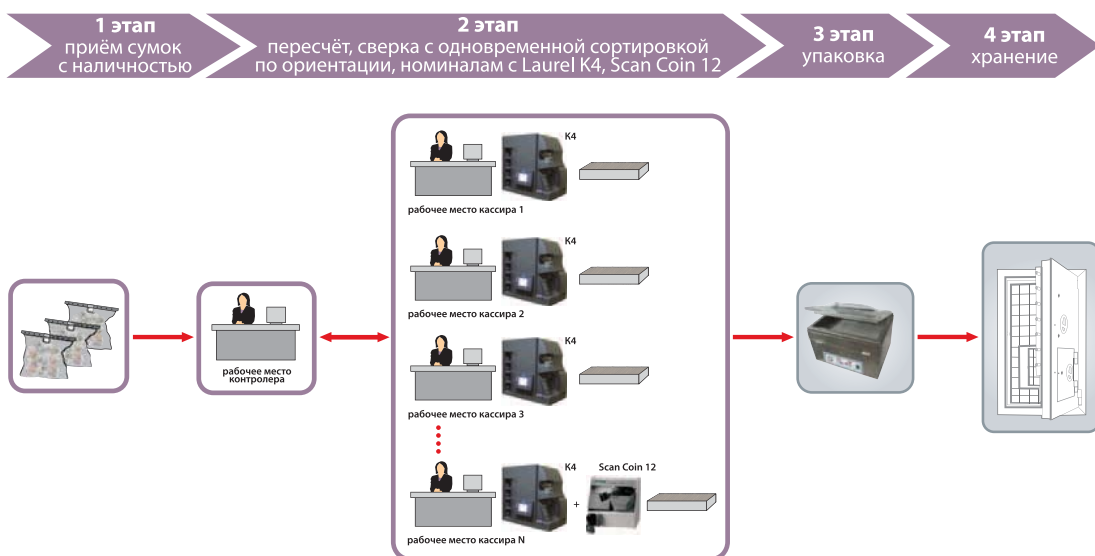 1 этап
приём сумок
с наличностью
2 этап
пересчёт, сверка с одновременной сортировкой
по ориентации, номиналам с Laurel K4, Scan Coin 12
3 этап
упаковка
4 этап
хранение
K4
рабочее место кассира 1
K4
рабочее место кассира 2
рабочее место
контролера
K4
рабочее место кассира 3
K4
Scan Coin 12
+
рабочее место кассира N